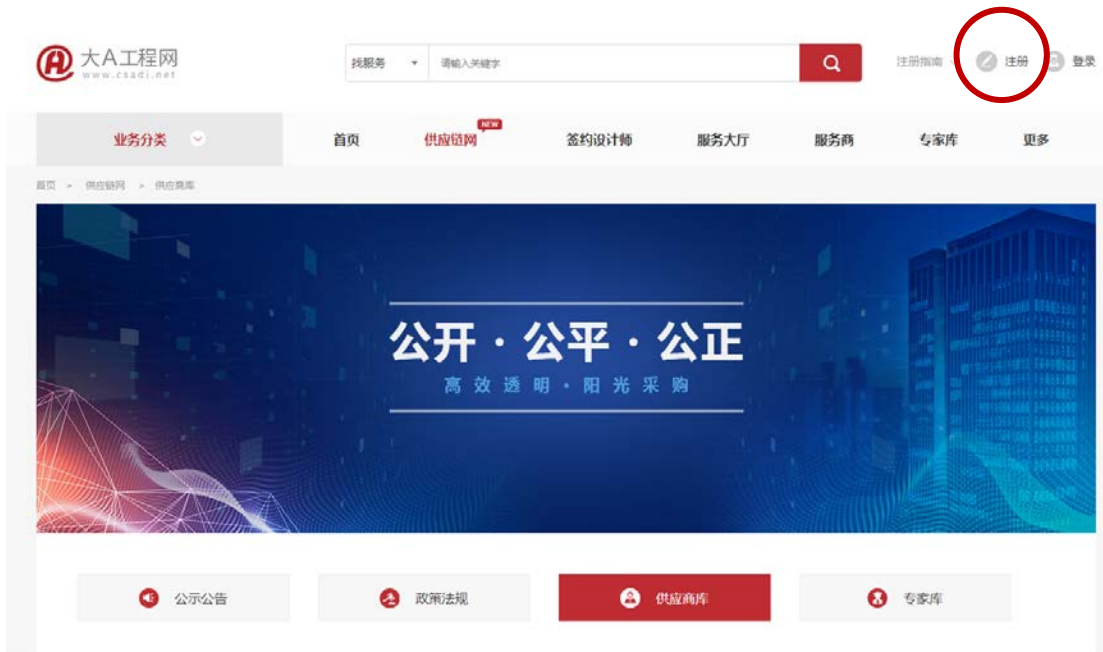 大A工程网
www.csadi.net
找服务 请输入关键字
注册指南 注册 登录
NEW
业务分类 首页 供应链网 签约设计师 服务大厅 服务商 专家库 更多
首页 > 供应链网 > 供应商库
公开·公平·公正
高效透明·阳光采购
公示公告 政策法规 供应商库 专家库